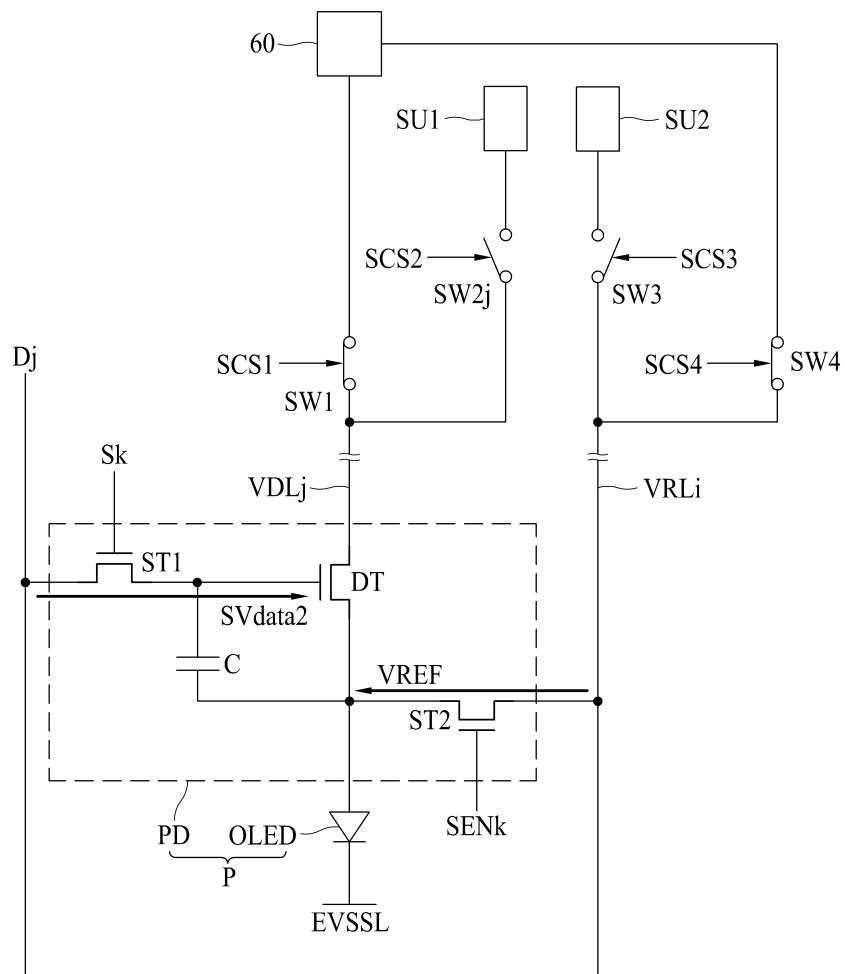 60
SU1
SU2
SCS2
SCS3
SW2j
SW3
Dj
SCS1
SCS4
SW4
SW1
Sk
VDLj
VRLi
ST1
DT
SVdata2
C
VREF
ST2
PD
OLED
SENk
P
EVSSL